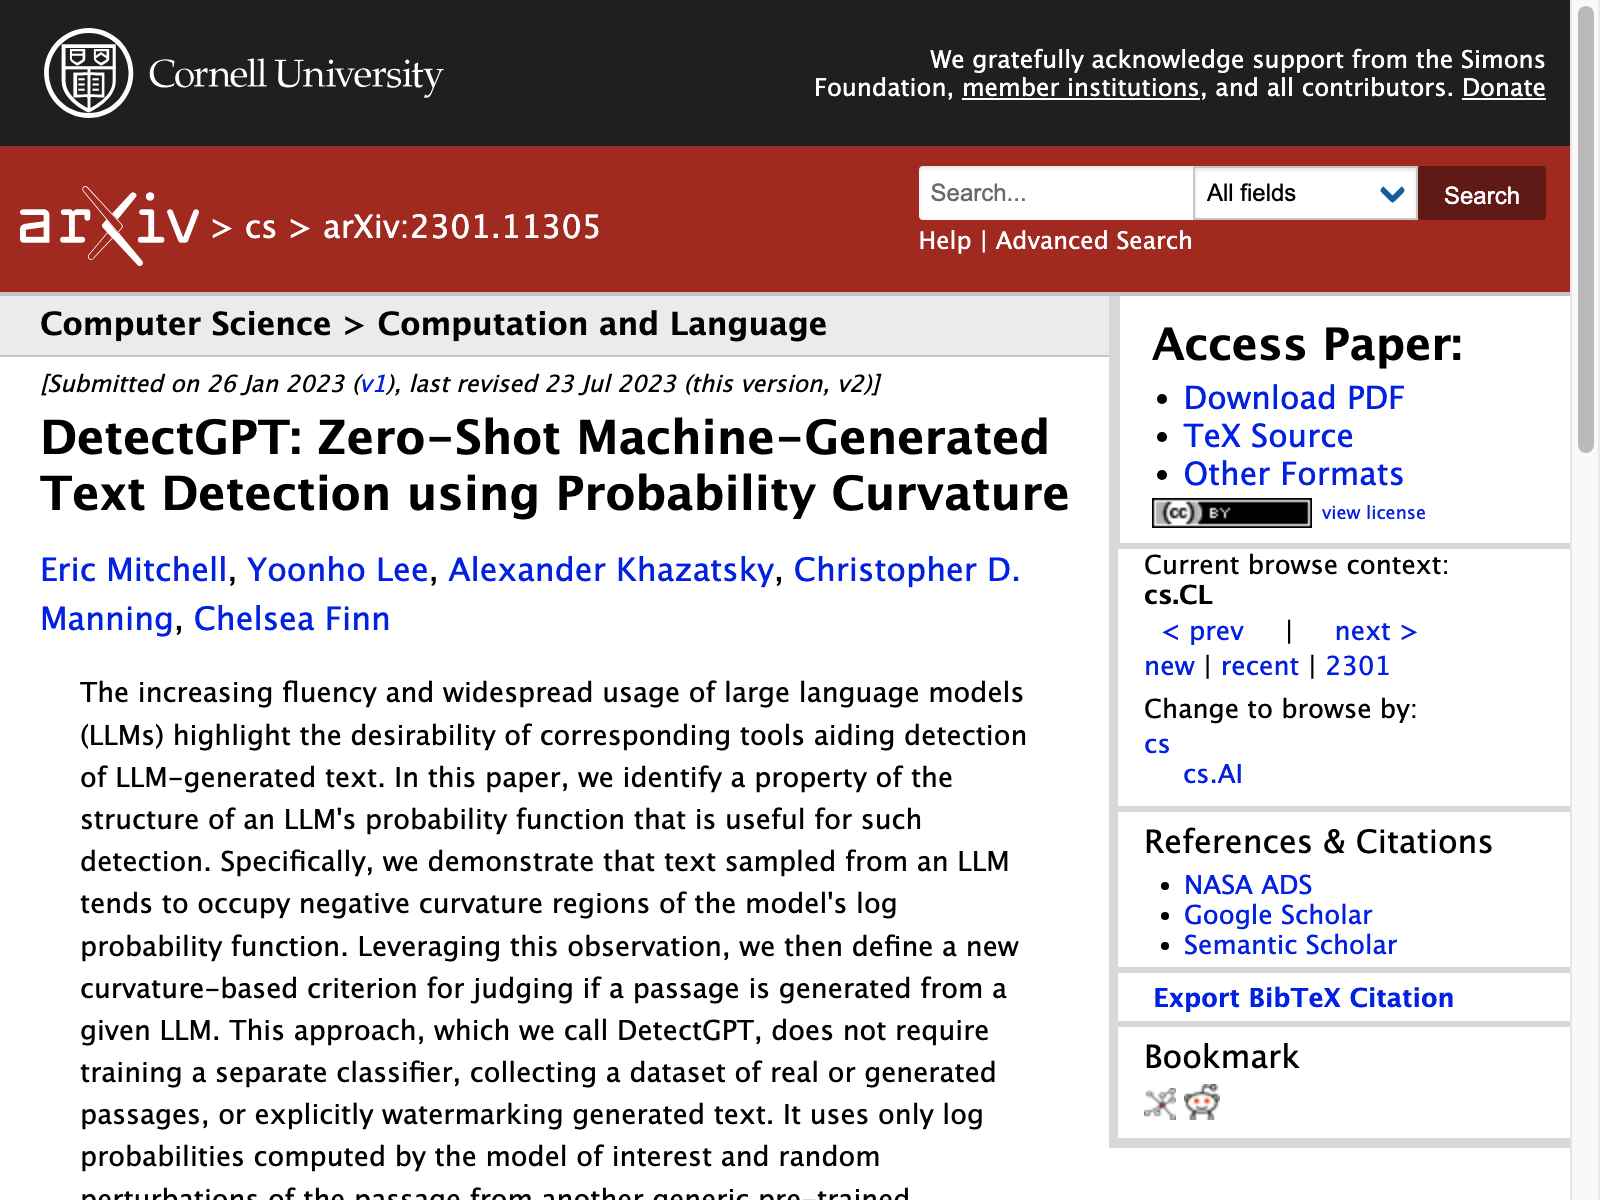 Cornell University
We gratefully acknowledge support from the Simons
Foundation, member institutions, and all contributors. Donate
arXiv > cs > arXiv:2301.11305
Search...
All fields
Search
Help | Advanced Search
Computer Science > Computation and Language
[Submitted on 26 Jan 2023 (v1), last revised 23 Jul 2023 (this version, v2)]
DetectGPT: Zero-Shot Machine-Generated
Text Detection using Probability Curvature
Eric Mitchell, Yoonho Lee, Alexander Khazatsky, Christopher D.
Manning, Chelsea Finn
The increasing fluency and widespread usage of large language models
(LLMs) highlight the desirability of corresponding tools aiding detection
of LLM-generated text. In this paper, we identify a property of the
structure of an LLM's probability function that is useful for such
detection. Specifically, we demonstrate that text sampled from an LLM
tends to occupy negative curvature regions of the model's log
probability function. Leveraging this observation, we then define a new
curvature-based criterion for judging if a passage is generated from a
given LLM. This approach, which we call DetectGPT, does not require
training a separate classifier, collecting a dataset of real or generated
passages, or explicitly watermarking generated text. It uses only log
probabilities computed by the model of interest and random
perturbations of the passage from another generic pre-trained
Access Paper:
Download PDF
TeX Source
Other Formats
(cc) BY
view license
Current browse context:
cs.CL
< prev | next >
new | recent | 2301
Change to browse by:
cs
cs.AI
References & Citations
NASA ADS
Google Scholar
Semantic Scholar
Export BibTeX Citation
Bookmark